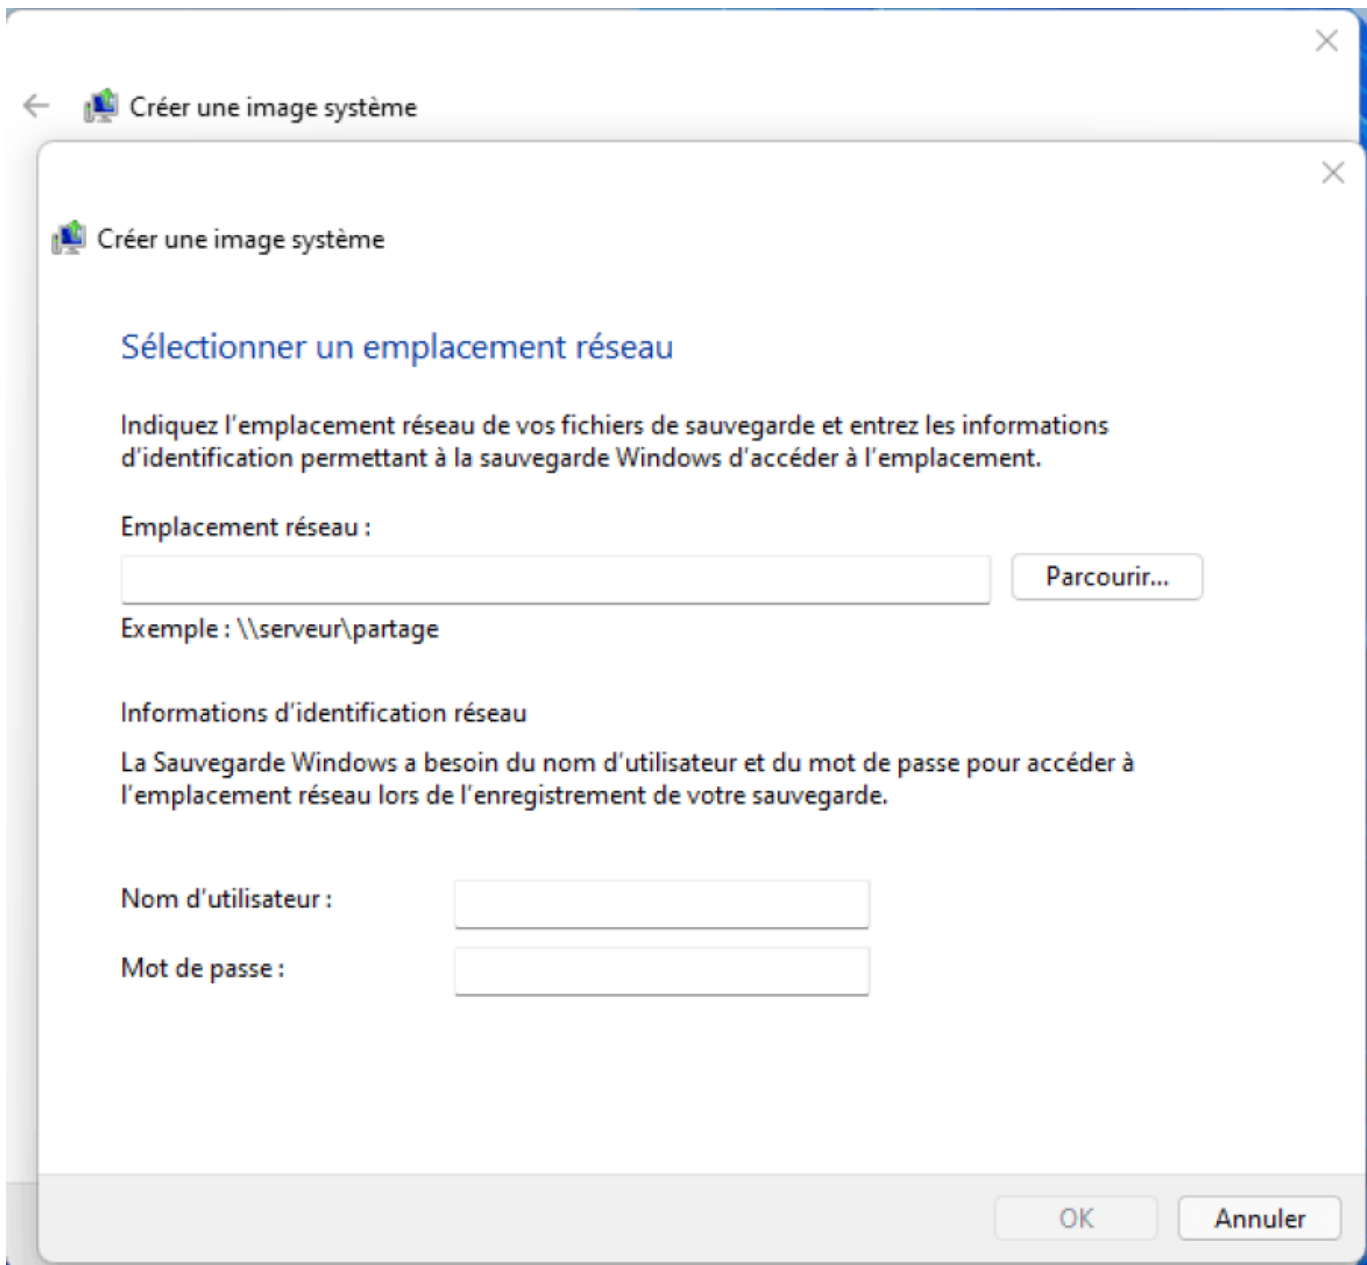 Créer une image système
Créer une image système
Sélectionner un emplacement réseau
Indiquez l'emplacement réseau de vos fichiers de sauvegarde et entrez les informations
d'identification permettant à la sauvegarde Windows d'accéder à l'emplacement.
Emplacement réseau :
Parcourir...
Exemple : \\serveur\partage
Informations d'identification réseau
La Sauvegarde Windows a besoin du nom d'utilisateur et du mot de passe pour accéder à
l'emplacement réseau lors de l'enregistrement de votre sauvegarde.
Nom d'utilisateur :
Mot de passe :
OK Annuler